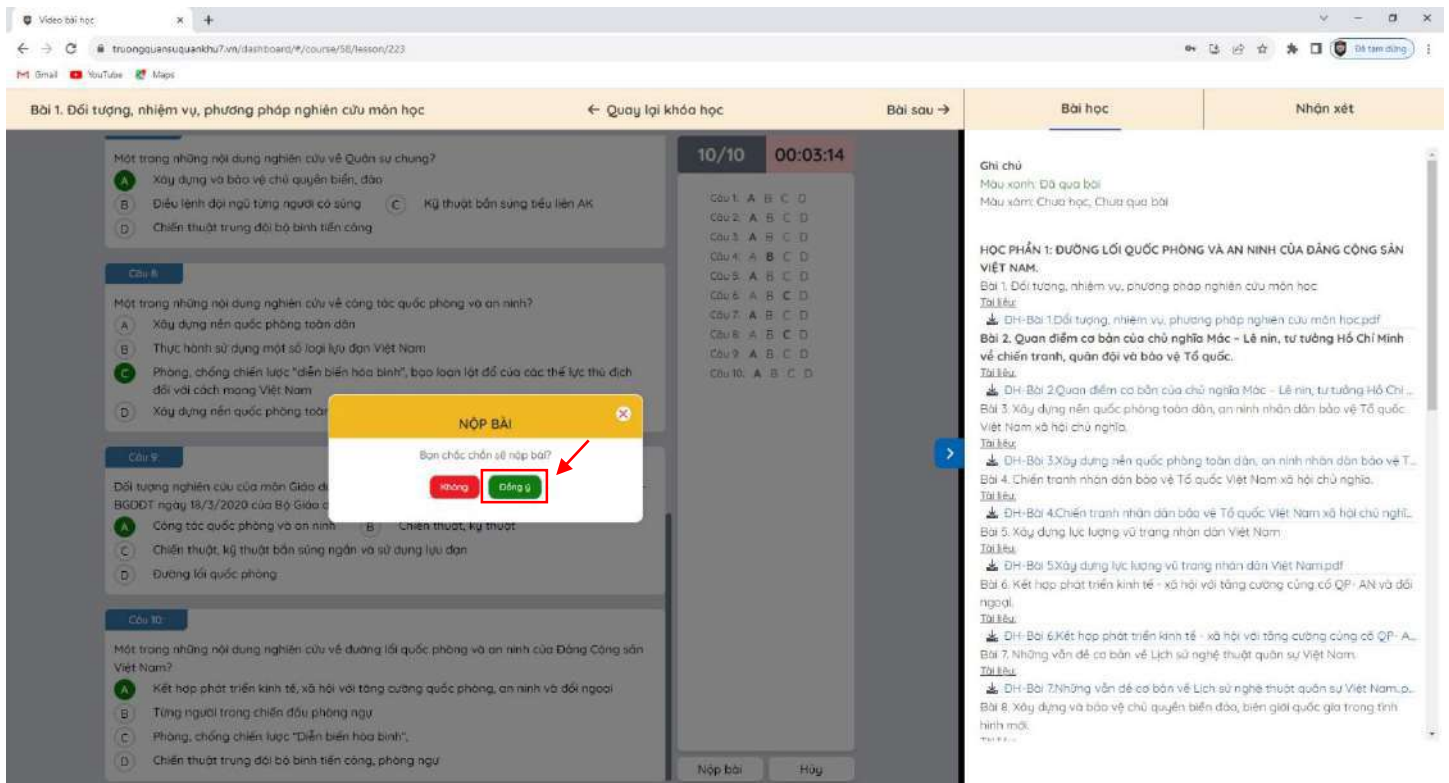 Video bài học
truongquansuquankhu7.vn/dashboard/#/course/58/lesson/223
Đã tạm dừng
Gmail YouTube Maps
Bài 1. Đối tượng, nhiệm vụ, phương pháp nghiên cứu môn học
← Quay lại khóa học
Bài sau →
Bài học
Nhận xét
Một trong những nội dung nghiên cứu về Quân sự chung?
A Xây dựng và bảo vệ chủ quyền biển, đảo
B Điều lệnh đội ngũ từng người có súng C Kỹ thuật bắn súng tiểu liên AK
D Chiến thuật trung đội bộ binh tiến công
Câu 8:
Một trong những nội dung nghiên cứu về công tác quốc phòng và an ninh?
A Xây dựng nền quốc phòng toàn dân
B Thực hành sử dụng một số loại lựu đạn Việt Nam
C Phòng, chống chiến lược "diễn biến hòa bình", bạo loạn lật đổ của các thế lực thù địch
đối với cách mạng Việt Nam
D Xây dựng nền quốc phòng toàn
Câu 9:
Đối tượng nghiên cứu của môn Giáo d
BGDĐT ngày 18/3/2020 của Bộ Giáo
A Công tác quốc phòng và an ninh B Chiến thuật, kỹ thuật
C Chiến thuật, kỹ thuật bắn súng ngắn và sử dụng lựu đạn
D Đường lối quốc phòng
Câu 10:
Một trong những nội dung nghiên cứu về đường lối quốc phòng và an ninh của Đảng Cộng sản
Việt Nam?
A Kết hợp phát triển kinh tế, xã hội với tăng cường quốc phòng, an ninh và đối ngoại
B Từng người trong chiến đấu phòng ngự
C Phòng, chống chiến lược "Diễn biến hòa bình",
D Chiến thuật trung đội bộ binh tiến công, phòng ngự
NỘP BÀI
Bạn chắc chắn sẽ nộp bài?
Không Đồng ý
10/10 00:03:14
Câu 1: A B C D
Câu 2: A B C D
Câu 3: A B C D
Câu 4: A B C D
Câu 5: A B C D
Câu 6: A B C D
Câu 7: A B C D
Câu 8: A B C D
Câu 9: A B C D
Câu 10: A B C D
Nộp bài Hủy
Ghi chú
Màu xanh: Đã qua bài
Màu xám: Chưa học, Chưa qua bài
HỌC PHẦN 1: ĐƯỜNG LỐI QUỐC PHÒNG VÀ AN NINH CỦA ĐẢNG CỘNG SẢN
VIỆT NAM.
Bài 1. Đối tượng, nhiệm vụ, phương pháp nghiên cứu môn học
Tài liệu:
ĐH-Bài 1.Đối tượng, nhiệm vụ, phương pháp nghiên cứu môn học.pdf
Bài 2. Quan điểm cơ bản của chủ nghĩa Mác – Lê nin, tư tưởng Hồ Chí Minh
về chiến tranh, quân đội và bảo vệ Tổ quốc.
Tài liệu:
ĐH-Bài 2.Quan điểm cơ bản của chủ nghĩa Mác – Lê nin, tư tưởng Hồ Chí ...
Bài 3. Xây dựng nền quốc phòng toàn dân, an ninh nhân dân bảo vệ Tổ quốc
Việt Nam xã hội chủ nghĩa.
Tài liệu:
ĐH-Bài 3.Xây dựng nền quốc phòng toàn dân, an ninh nhân dân bảo vệ T...
Bài 4. Chiến tranh nhân dân bảo vệ Tổ quốc Việt Nam xã hội chủ nghĩa.
Tài liệu:
ĐH-Bài 4.Chiến tranh nhân dân bảo vệ Tổ quốc Việt Nam xã hội chủ nghĩ...
Bài 5. Xây dựng lực lượng vũ trang nhân dân Việt Nam
Tài liệu:
ĐH-Bài 5.Xây dựng lực lượng vũ trang nhân dân Việt Nam.pdf
Bài 6. Kết hợp phát triển kinh tế - xã hội với tăng cường củng cố QP- AN và đối
ngoại.
Tài liệu:
ĐH-Bài 6.Kết hợp phát triển kinh tế - xã hội với tăng cường củng cố QP- A...
Bài 7. Những vấn đề cơ bản về Lịch sử nghệ thuật quân sự Việt Nam.
Tài liệu:
ĐH-Bài 7.Những vấn đề cơ bản về Lịch sử nghệ thuật quân sự Việt Nam..p...
Bài 8. Xây dựng và bảo vệ chủ quyền biển đảo, biên giới quốc gia trong tình
hình mới.